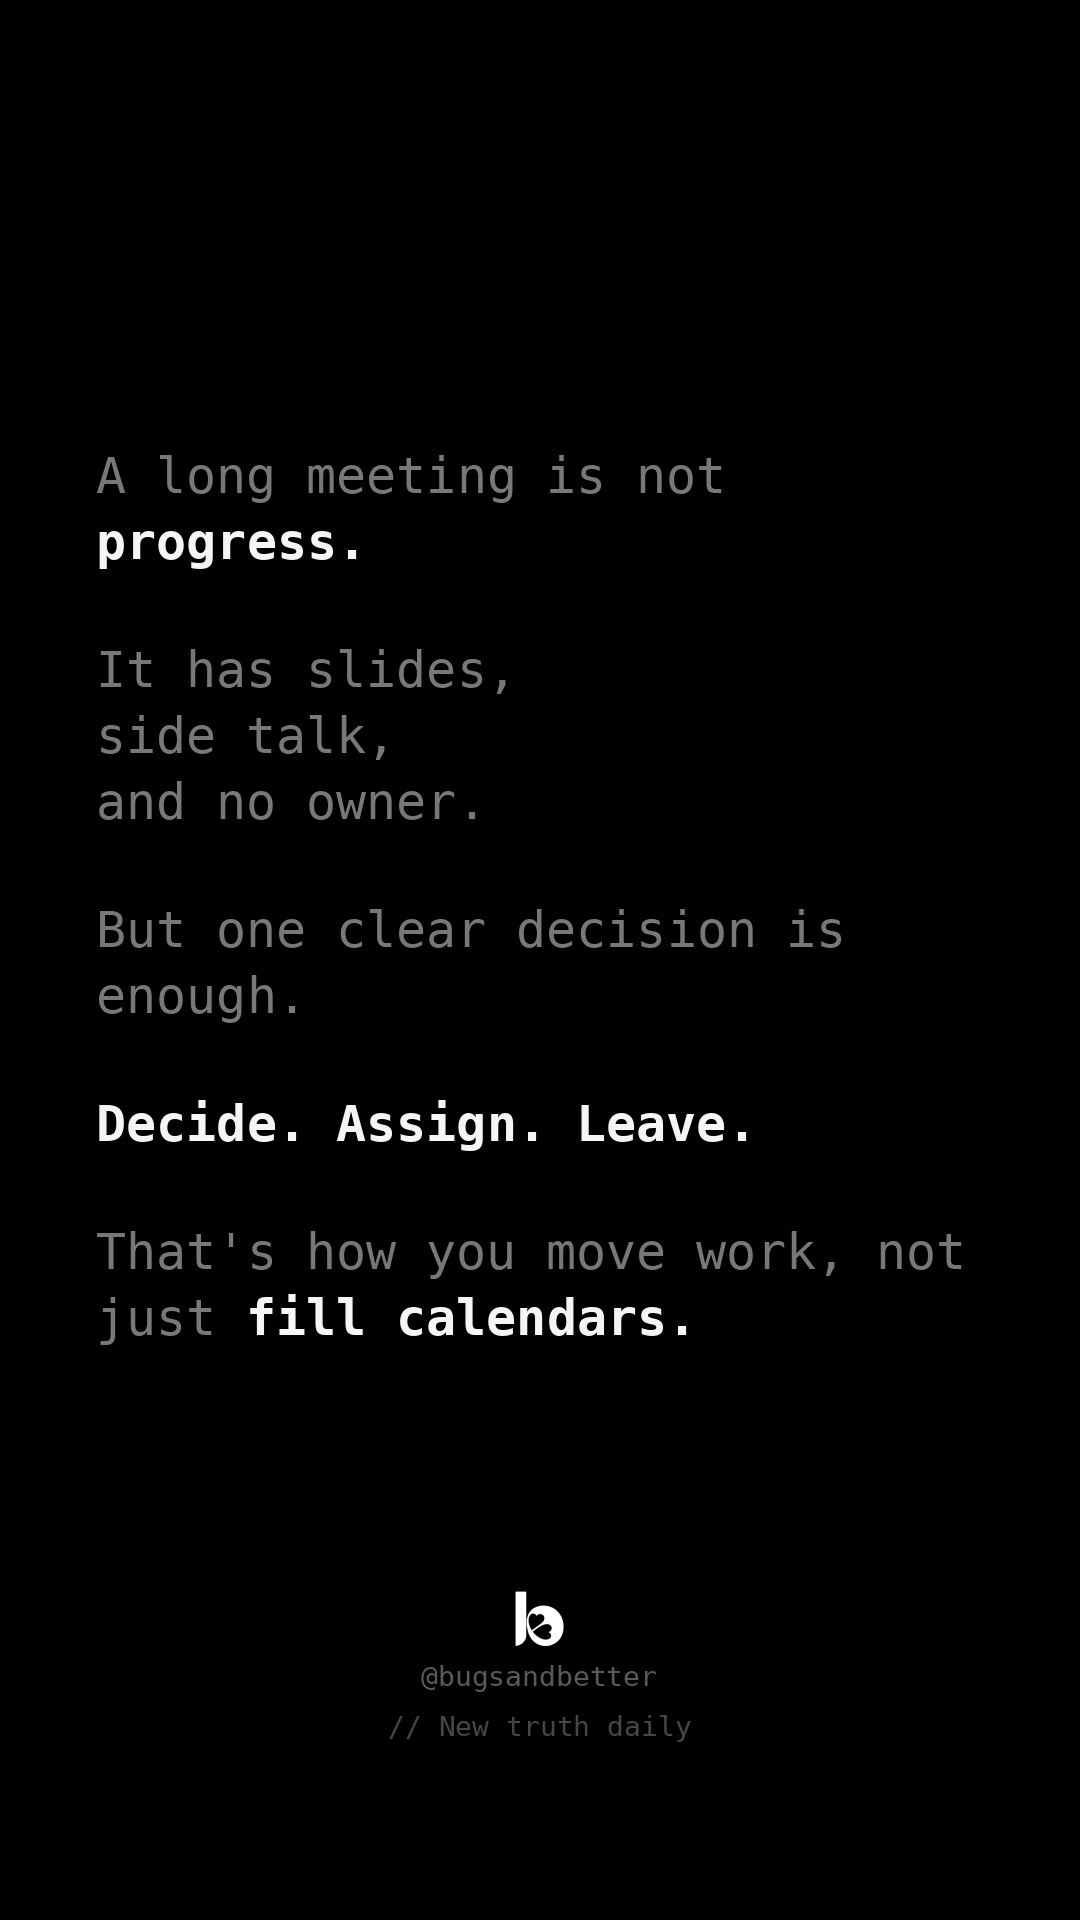 A long meeting is not
progress.
It has slides,
side talk,
and no owner.
But one clear decision is
enough.
Decide. Assign. Leave.
That's how you move work, not
just fill calendars.
b
@bugsandbetter
// New truth daily